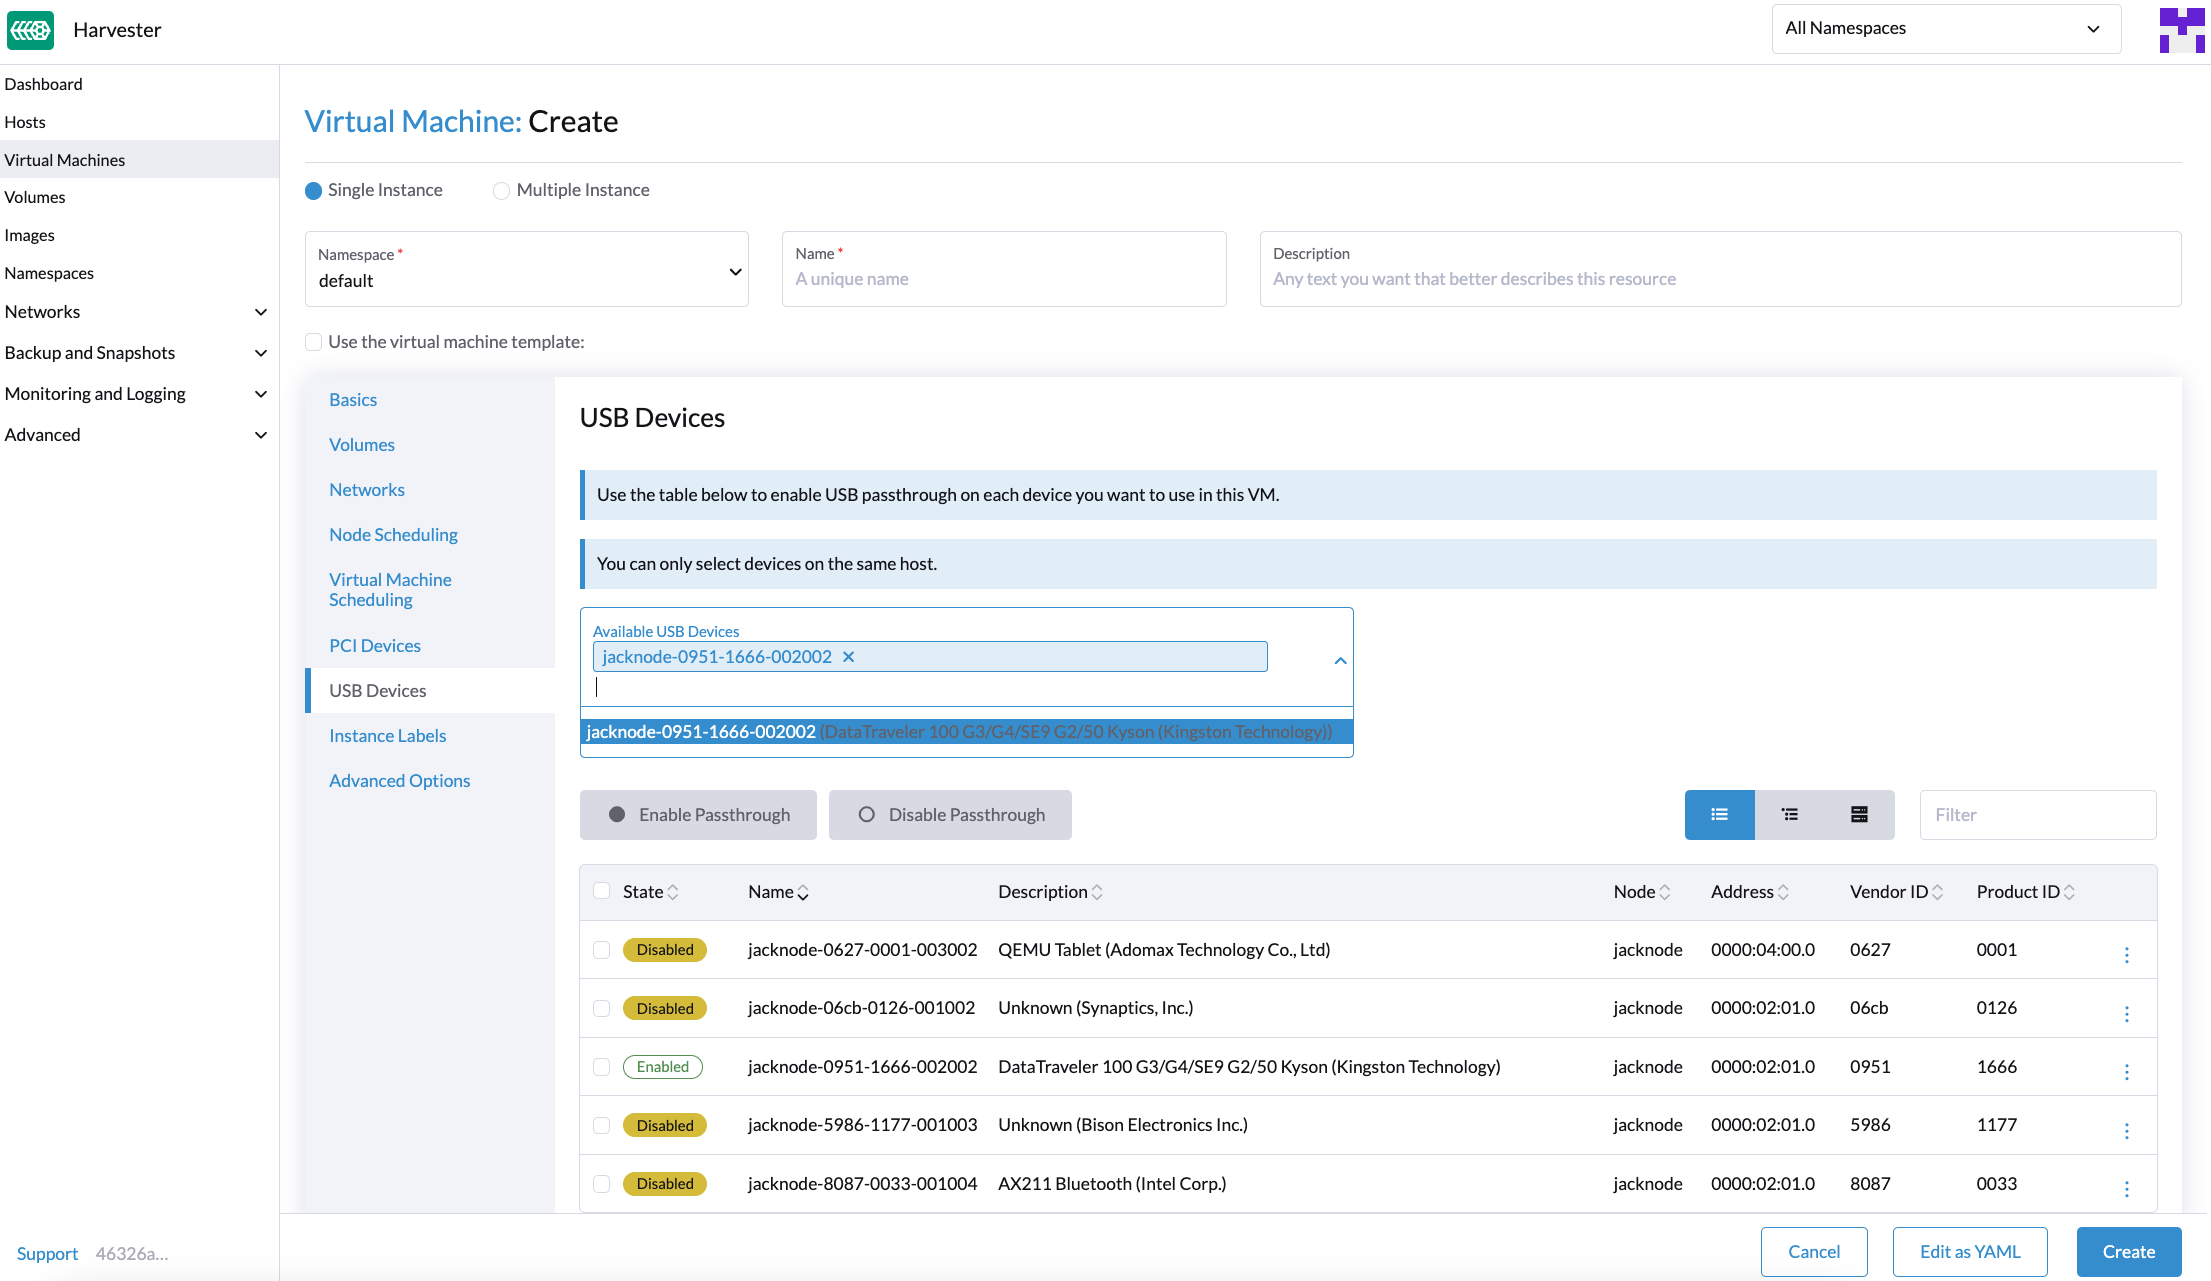 Harvester
All Namespaces
Dashboard
Hosts
Virtual Machines
Volumes
Images
Namespaces
Networks
Backup and Snapshots
Monitoring and Logging
Advanced
Support 46326a...
Virtual Machine: Create
Single Instance Multiple Instance
Namespace *
default
Name *
A unique name
Description
Any text you want that better describes this resource
Use the virtual machine template:
Basics
Volumes
Networks
Node Scheduling
Virtual Machine
Scheduling
PCI Devices
USB Devices
Instance Labels
Advanced Options
USB Devices
Use the table below to enable USB passthrough on each device you want to use in this VM.
You can only select devices on the same host.
Available USB Devices
jacknode-0951-1666-002002 ×
jacknode-0951-1666-002002 (DataTraveler 100 G3/G4/SE9 G2/50 Kyson (Kingston Technology))
Enable Passthrough Disable Passthrough Filter
State Name Description Node Address Vendor ID Product ID
Disabled jacknode-0627-0001-003002 QEMU Tablet (Adomax Technology Co., Ltd) jacknode 0000:04:00.0 0627 0001
Disabled jacknode-06cb-0126-001002 Unknown (Synaptics, Inc.) jacknode 0000:02:01.0 06cb 0126
Enabled jacknode-0951-1666-002002 DataTraveler 100 G3/G4/SE9 G2/50 Kyson (Kingston Technology) jacknode 0000:02:01.0 0951 1666
Disabled jacknode-5986-1177-001003 Unknown (Bison Electronics Inc.) jacknode 0000:02:01.0 5986 1177
Disabled jacknode-8087-0033-001004 AX211 Bluetooth (Intel Corp.) jacknode 0000:02:01.0 8087 0033
Cancel Edit as YAML Create